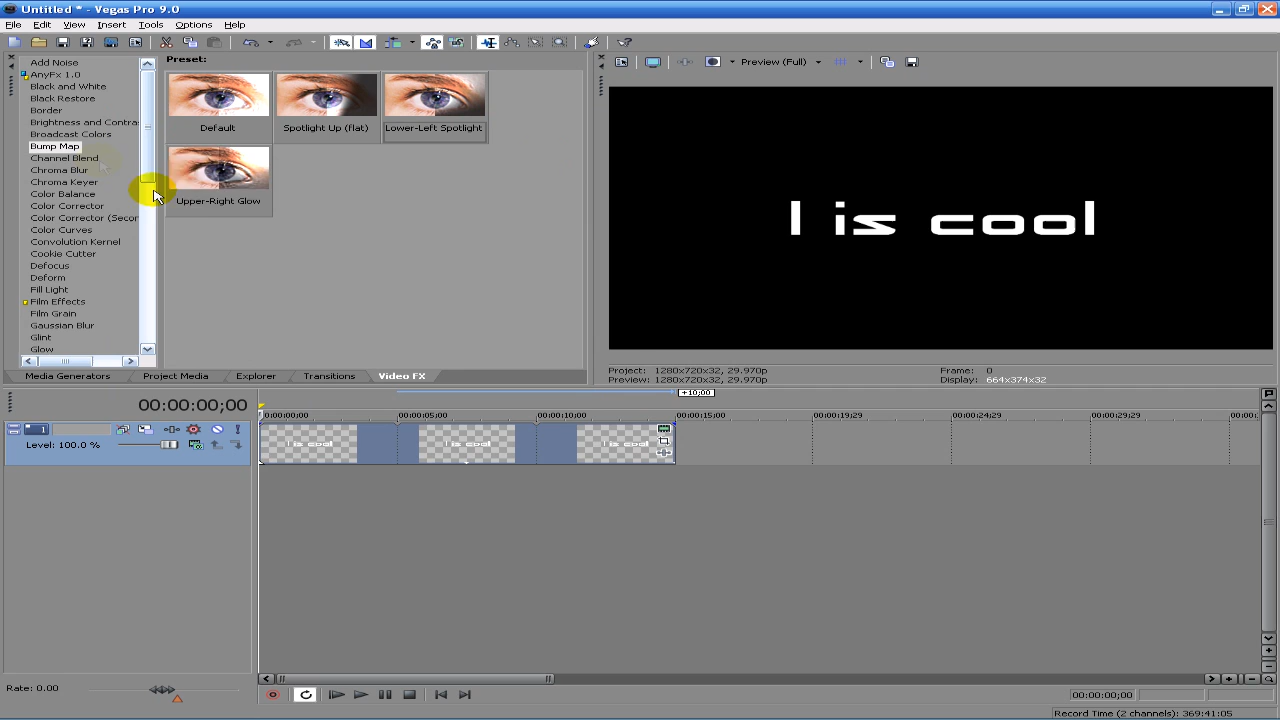 Untitled * - Vegas Pro 9.0
File Edit View Insert Tools Options Help
Add Noise
AnyFx 1.0
Black and White
Black Restore
Border
Brightness and Contras
Broadcast Colors
Bump Map
Channel Blend
Chroma Blur
Chroma Keyer
Color Balance
Color Corrector
Color Corrector (Secon
Color Curves
Convolution Kernel
Cookie Cutter
Defocus
Deform
Fill Light
Film Effects
Film Grain
Gaussian Blur
Glint
Glow
Preset:
Default Spotlight Up (flat) Lower-Left Spotlight
Upper-Right Glow
Preview (Full)
I is cool
Project: 1280x720x32, 29.970p Frame: 0
Preview: 1280x720x32, 29.970p Display: 664x374x32
Media Generators Project Media Explorer Transitions Video FX
+10;00
00:00:00;00
00:00:00;00 00:00:05;00 00:00:10;00 00:00:15;00 00:00:19;29 00:00:24;29 00:00:29;29 00:00:
1
Level: 100.0 %
I is cool I is cool I is cool
Rate: 0.00
00:00:00;00
Record Time (2 channels): 369:41:05